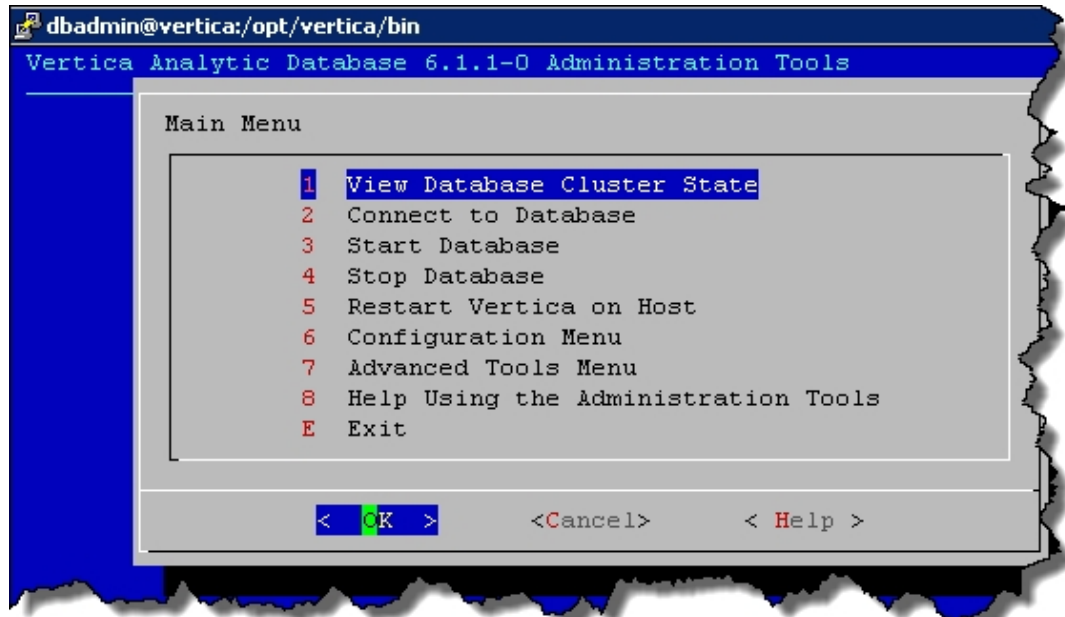 dbadmin@vertica:/opt/vertica/bin
Vertica Analytic Database 6.1.1-0 Administration Tools
Main Menu
1 View Database Cluster State
2 Connect to Database
3 Start Database
4 Stop Database
5 Restart Vertica on Host
6 Configuration Menu
7 Advanced Tools Menu
8 Help Using the Administration Tools
E Exit
< OK > <Cancel> < Help >